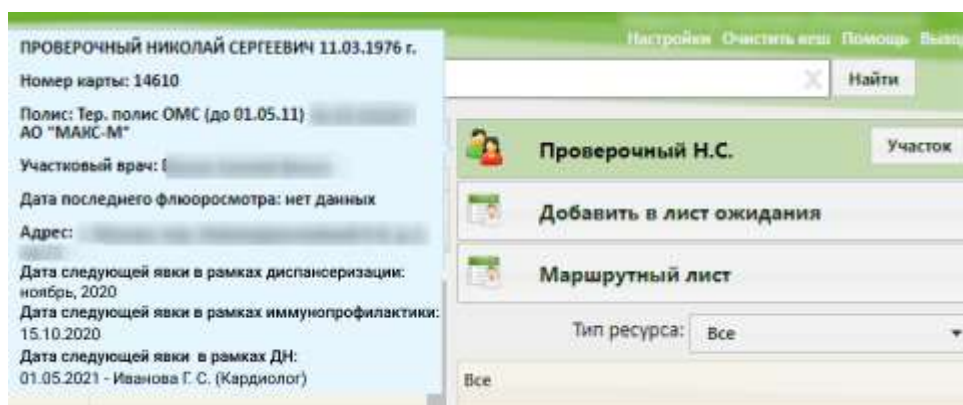 ПРОВЕРОЧНЫЙ НИКОЛАЙ СЕРГЕЕВИЧ 11.03.1976 г.
Номер карты: 14610
Полис: Тер. полис ОМС (до 01.05.11)
АО "МАКС-М"
Участковый врач:
Дата последнего флюоросмотра: нет данных
Адрес:
Дата следующей явки в рамках диспансеризации:
ноябрь, 2020
Дата следующей явки в рамках иммунопрофилактики:
15.10.2020
Дата следующей явки в рамках ДН:
01.05.2021 - Иванова Г. С. (Кардиолог)
Настройки Очистить кеш Помощь Выход
Найти
Проверочный Н.С.
Участок
Добавить в лист ожидания
Маршрутный лист
Тип ресурса: Все
Все